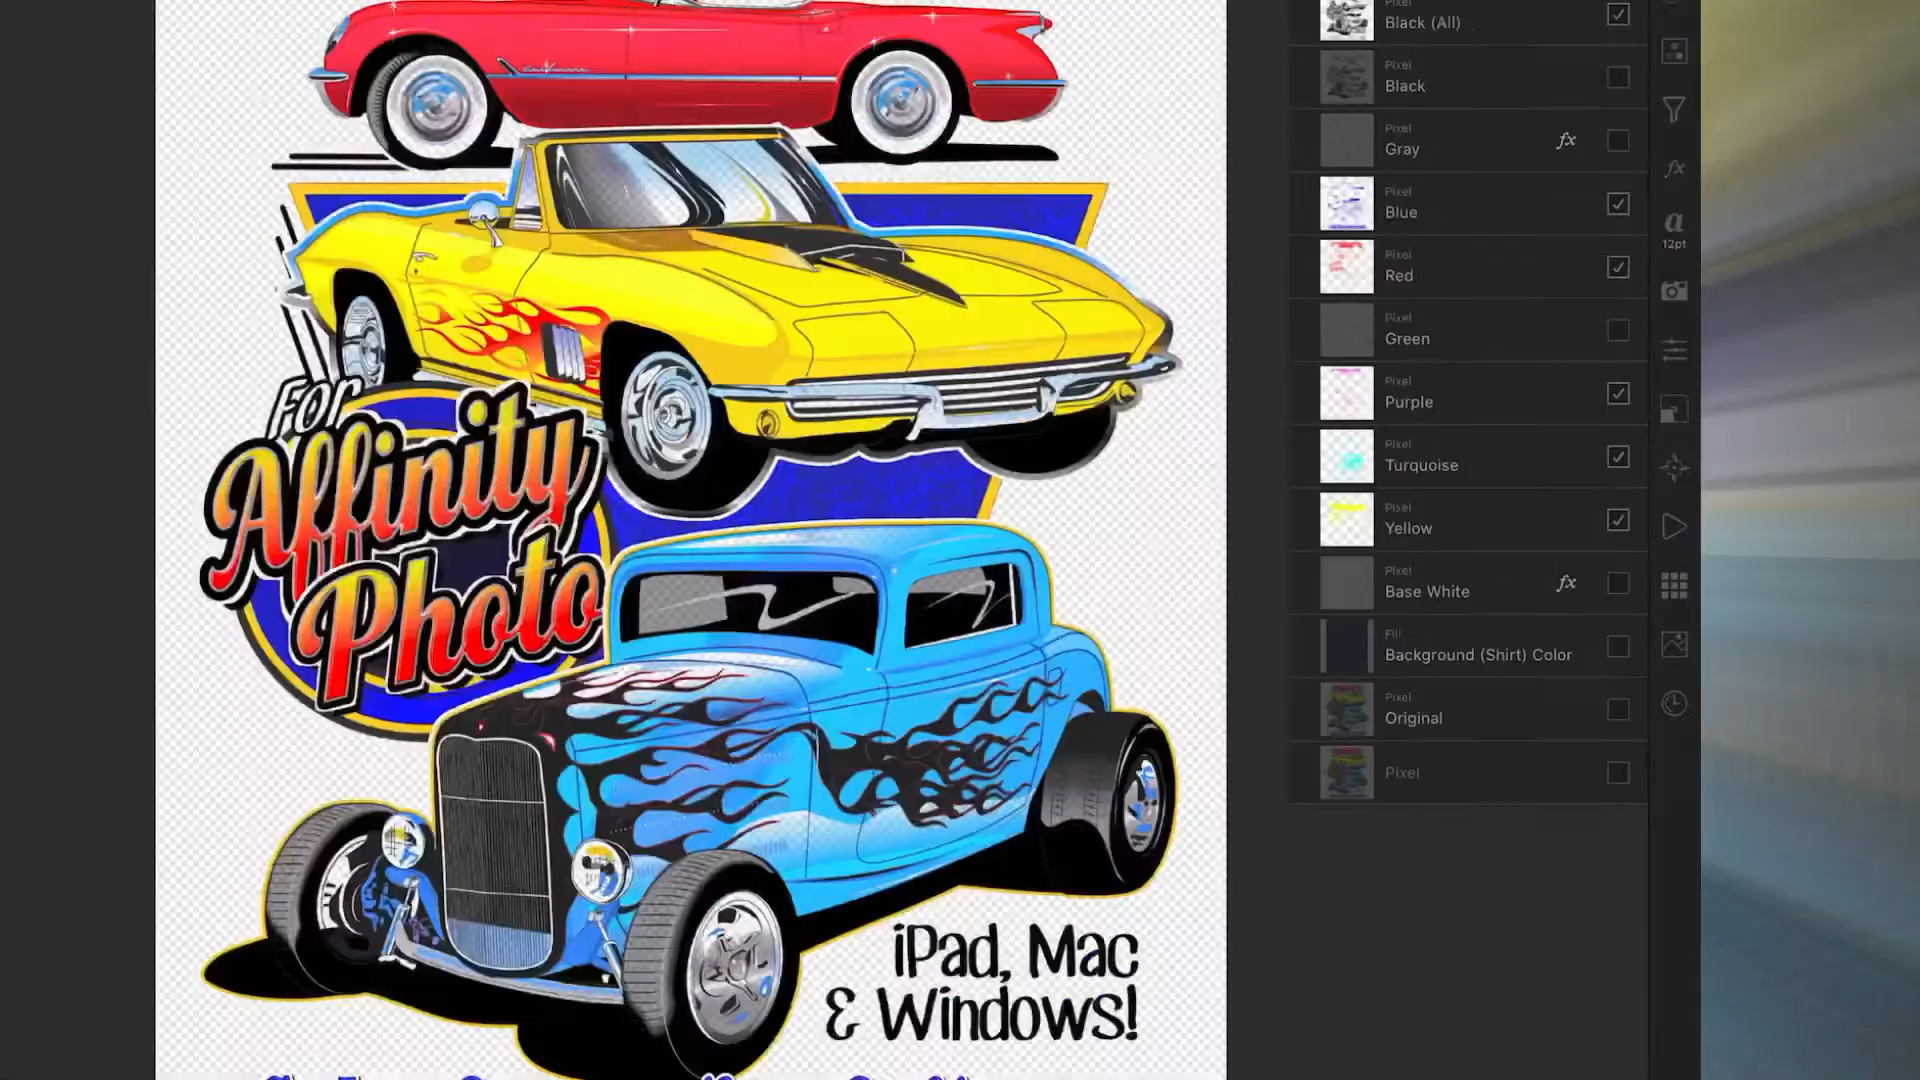 Pixel
Black (All)
Pixel
Black
Pixel
Gray
fx
Pixel
Blue
Pixel
Red
Pixel
Green
Pixel
Purple
Pixel
Turquoise
Pixel
Yellow
Pixel
Base White
fx
Fill
Background (Shirt) Color
Pixel
Original
Pixel
fx
a
12pt
For
Affinity
Photo
iPad, Mac
& Windows!